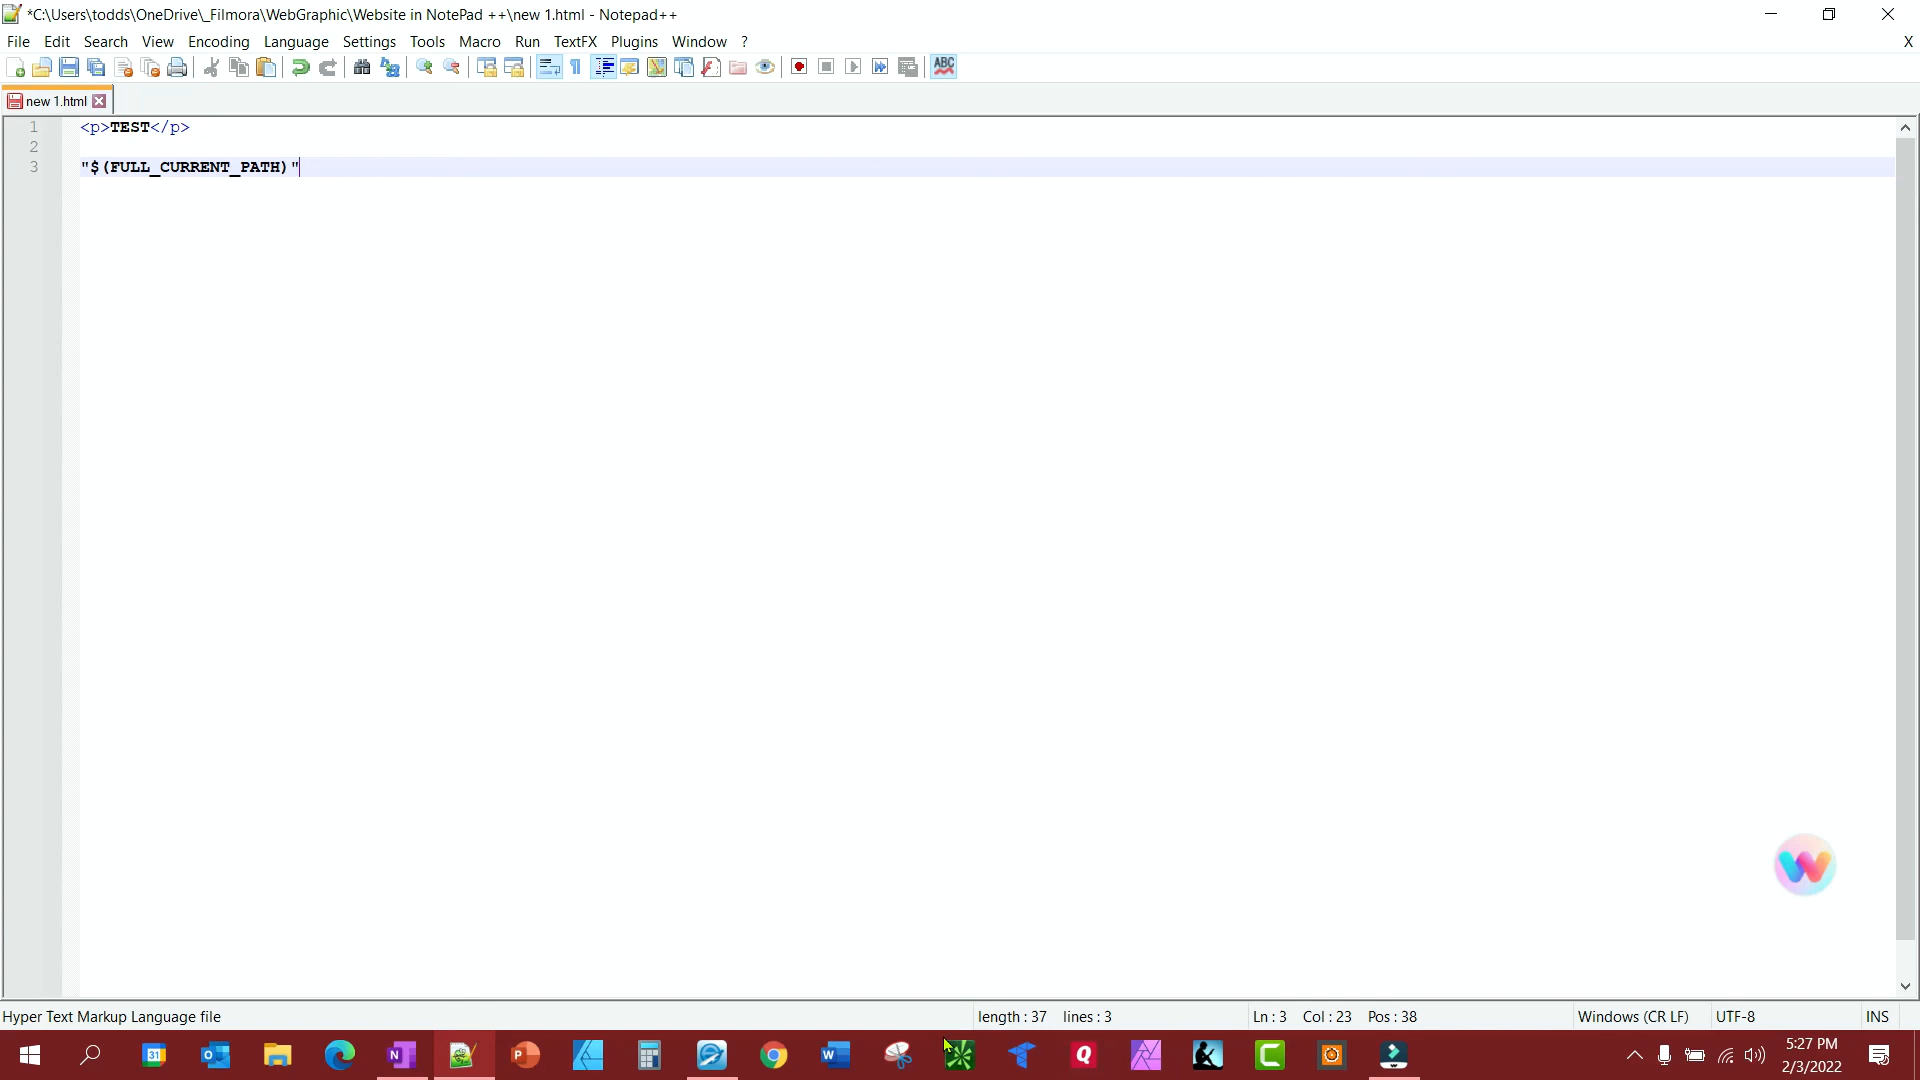 *C:\Users\todds\OneDrive\_Filmora\WebGraphic\Website in NotePad ++\new 1.html - Notepad++
File Edit Search View Encoding Language Settings Tools Macro Run TextFX Plugins Window ? X
ABC
new 1.html
1 <p>TEST</p>
2
3 "$(FULL_CURRENT_PATH)"
Hyper Text Markup Language file length : 37 lines : 3 Ln : 3 Col : 23 Pos : 38 Windows (CR LF) UTF-8 INS
5:27 PM
2/3/2022